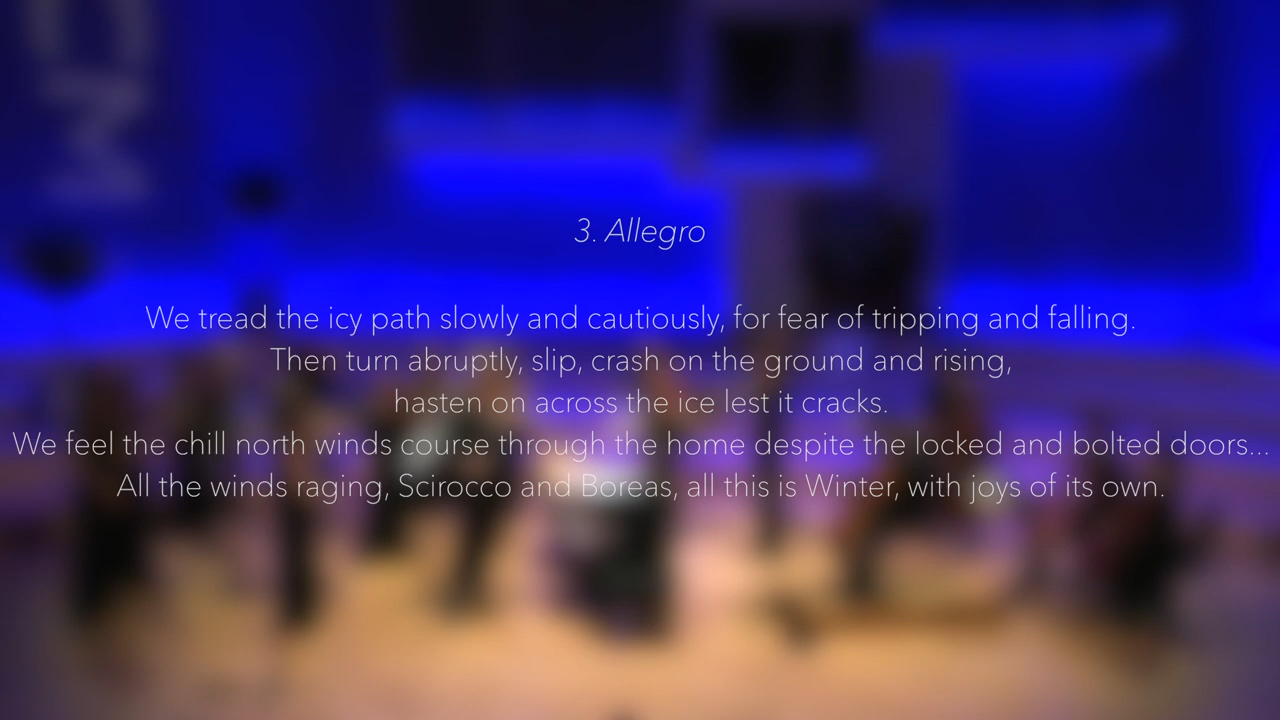 CM
3. Allegro
We tread the icy path slowly and cautiously, for fear of tripping and falling.
Then turn abruptly, slip, crash on the ground and rising,
hasten on across the ice lest it cracks.
We feel the chill north winds course through the home despite the locked and bolted doors...
All the winds raging, Scirocco and Boreas, all this is Winter, with joys of its own.